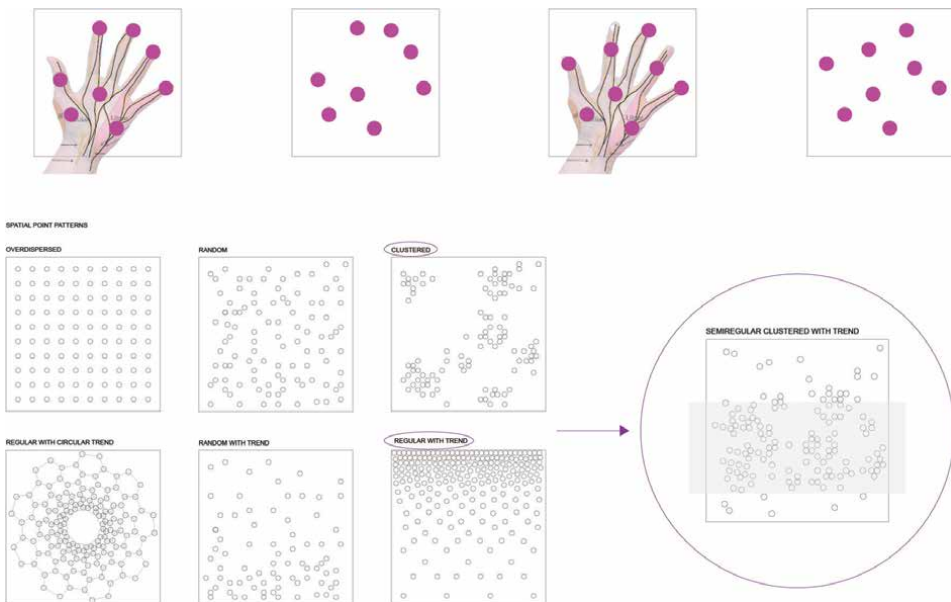 SPATIAL POINT PATTERNS
OVERDISPERSED
RANDOM
CLUSTERED
SEMIREGULAR CLUSTERED WITH TREND
REGULAR WITH CIRCULAR TREND
RANDOM WITH TREND
REGULAR WITH TREND